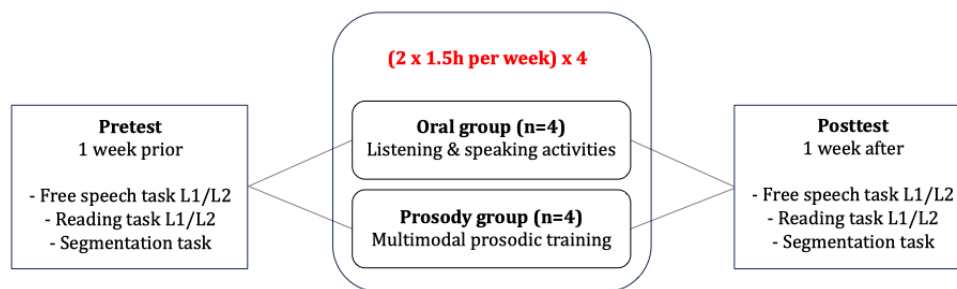 (2 x 1.5h per week) x 4
Pretest
1 week prior
- Free speech task L1/L2
- Reading task L1/L2
- Segmentation task
Oral group (n=4)
Listening & speaking activities
Prosody group (n=4)
Multimodal prosodic training
Posttest
1 week after
- Free speech task L1/L2
- Reading task L1/L2
- Segmentation task